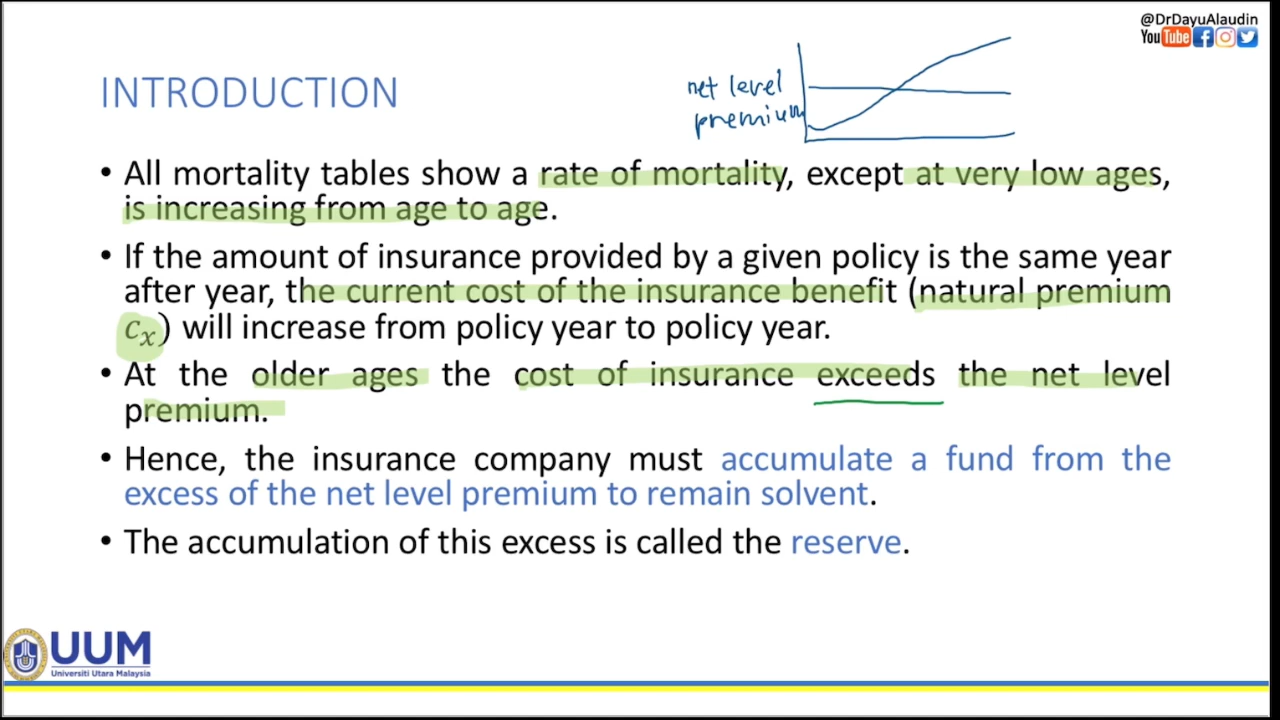 @DrDayuAlaudin
YouTube
INTRODUCTION
net level
premium
• All mortality tables show a rate of mortality, except at very low ages,
is increasing from age to age.
• If the amount of insurance provided by a given policy is the same year
after year, the current cost of the insurance benefit (natural premium
cₓ) will increase from policy year to policy year.
• At the older ages the cost of insurance exceeds the net level
premium.
• Hence, the insurance company must accumulate a fund from the
excess of the net level premium to remain solvent.
• The accumulation of this excess is called the reserve.
UUM
Universiti Utara Malaysia